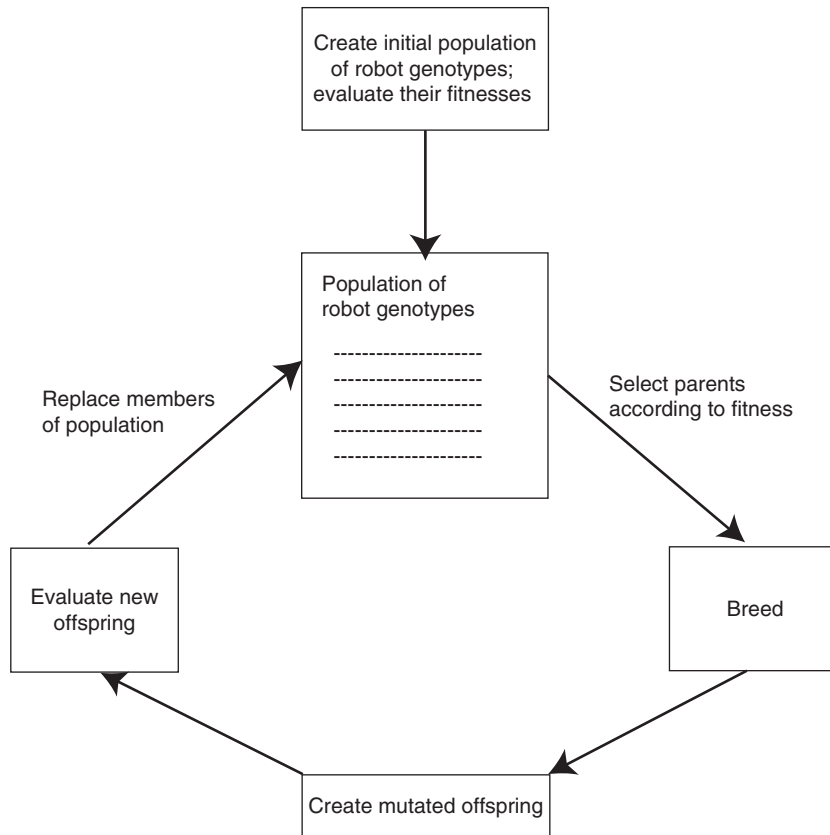 Create initial population
of robot genotypes;
evaluate their fitnesses
Population of
robot genotypes
Replace members
of population
Select parents
according to fitness
Evaluate new
offspring
Breed
Create mutated offspring